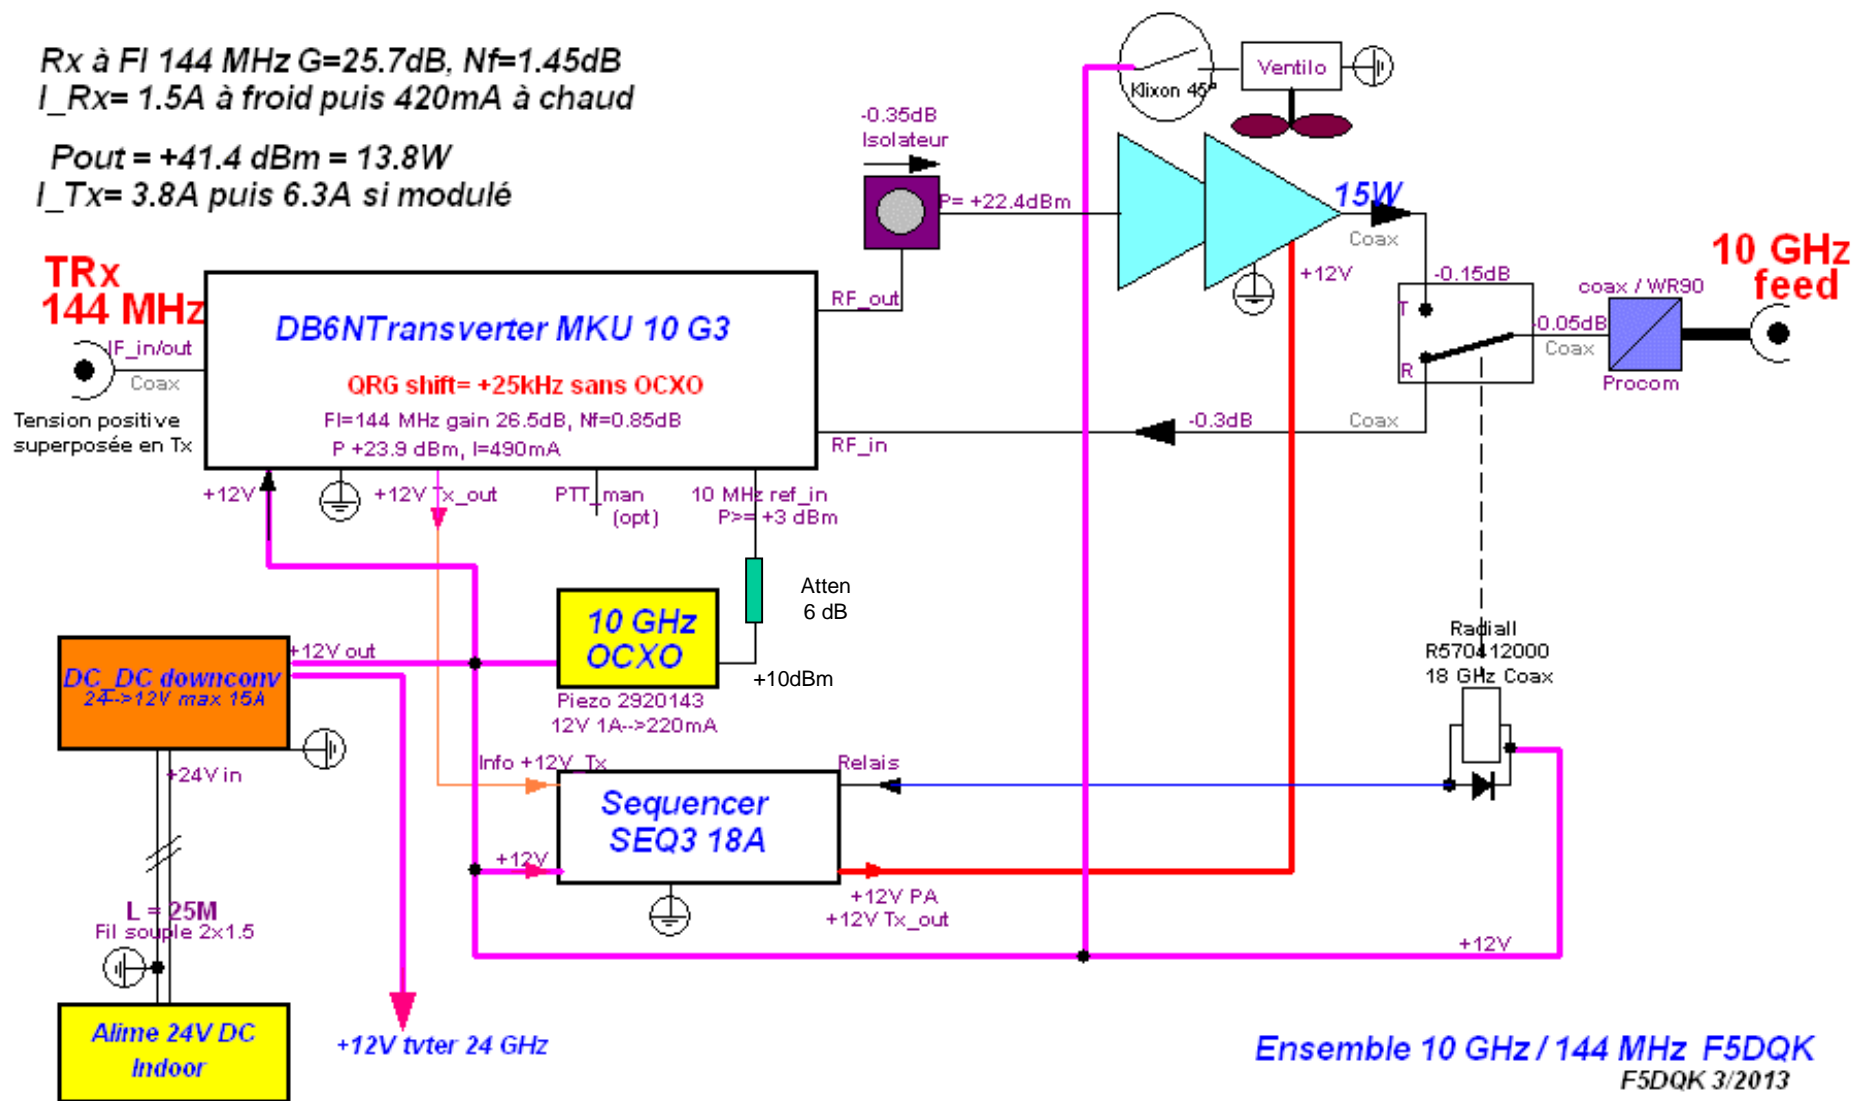 Rx à FI 144 MHz G=25.7dB, Nf=1.45dB
I_Rx= 1.5A à froid puis 420mA à chaud
Pout = +41.4 dBm = 13.8W
I_Tx= 3.8A puis 6.3A si modulé
Klixon 45°
Ventilo
-0.35dB
Isolateur
P= +22.4dBm
15W
Coax
+12V
TRx
144 MHz
IF_in/out
Coax
Tension positive
superposée en Tx
DB6NTransverter MKU 10 G3
QRG shift= +25kHz sans OCXO
FI=144 MHz gain 26.5dB, Nf=0.85dB
P +23.9 dBm, I=490mA
RF_out
RF_in
-0.3dB
Coax
-0.15dB
T
R
-0.05dB
Coax
coax / WR90
Procom
10 GHz
feed
+12V
+12V Tx_out
PTT_man
(opt)
10 MHz ref_in
P>= +3 dBm
Atten
6 dB
10 GHz
OCXO
+10dBm
Piezo 2920143
12V 1A-->220mA
DC_DC downconv
24-->12V max 15A
+12V out
+24V in
Radiall
R570412000
18 GHz Coax
Info +12V_Tx
Relais
Sequencer
SEQ3 18A
+12V
+12V PA
+12V Tx_out
+12V
L = 25M
Fil souple 2x1.5
Alime 24V DC
Indoor
+12V tvter 24 GHz
Ensemble 10 GHz / 144 MHz F5DQK
F5DQK 3/2013